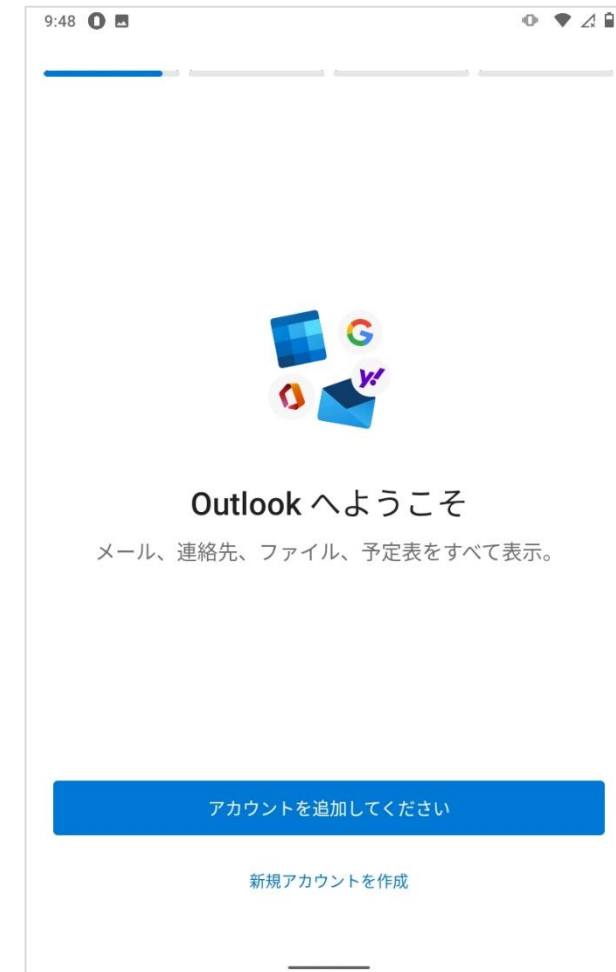 9:48
Outlook へようこそ
メール、連絡先、ファイル、予定表をすべて表示。
アカウントを追加してください
新規アカウントを作成